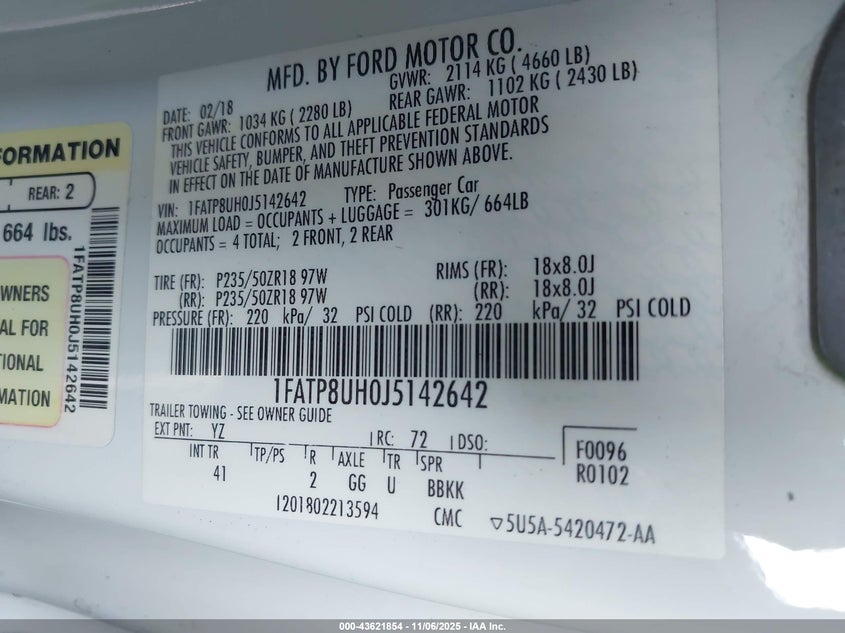 MFD. BY FORD MOTOR CO.
DATE: 02/18 GVWR: 2114 KG ( 4660 LB)
FRONT GAWR: 1034 KG ( 2280 LB) REAR GAWR: 1102 KG ( 2430 LB)
THIS VEHICLE CONFORMS TO ALL APPLICABLE FEDERAL MOTOR
VEHICLE SAFETY, BUMPER, AND THEFT PREVENTION STANDARDS
IN EFFECT ON THE DATE OF MANUFACTURE SHOWN ABOVE.
VIN: 1FATP8UH0J5142642 TYPE: Passenger Car
MAXIMUM LOAD = OCCUPANTS + LUGGAGE = 301KG/ 664LB
OCCUPANTS = 4 TOTAL; 2 FRONT, 2 REAR
TIRE (FR): P235/50ZR18 97W RIMS (FR): 18x8.0J
(RR): P235/50ZR18 97W (RR): 18x8.0J
PRESSURE (FR): 220 kPa/ 32 PSI COLD (RR): 220 kPa/ 32 PSI COLD
1FATP8UH0J5142642
TRAILER TOWING - SEE OWNER GUIDE
EXT PNT: YZ RC: 72 DSO:
INT TR TP/PS R AXLE TR SPR
41 2 GG U BBKK
F0096
R0102
I201802213594 CMC ▽5U5A-5420472-AA
FORMATION
REAR: 2
664 lbs.
WNERS
AL FOR
TIONAL
MATION
1FATP8UH0J5142642
000-43621854 - 11/06/2025 - IAA Inc.